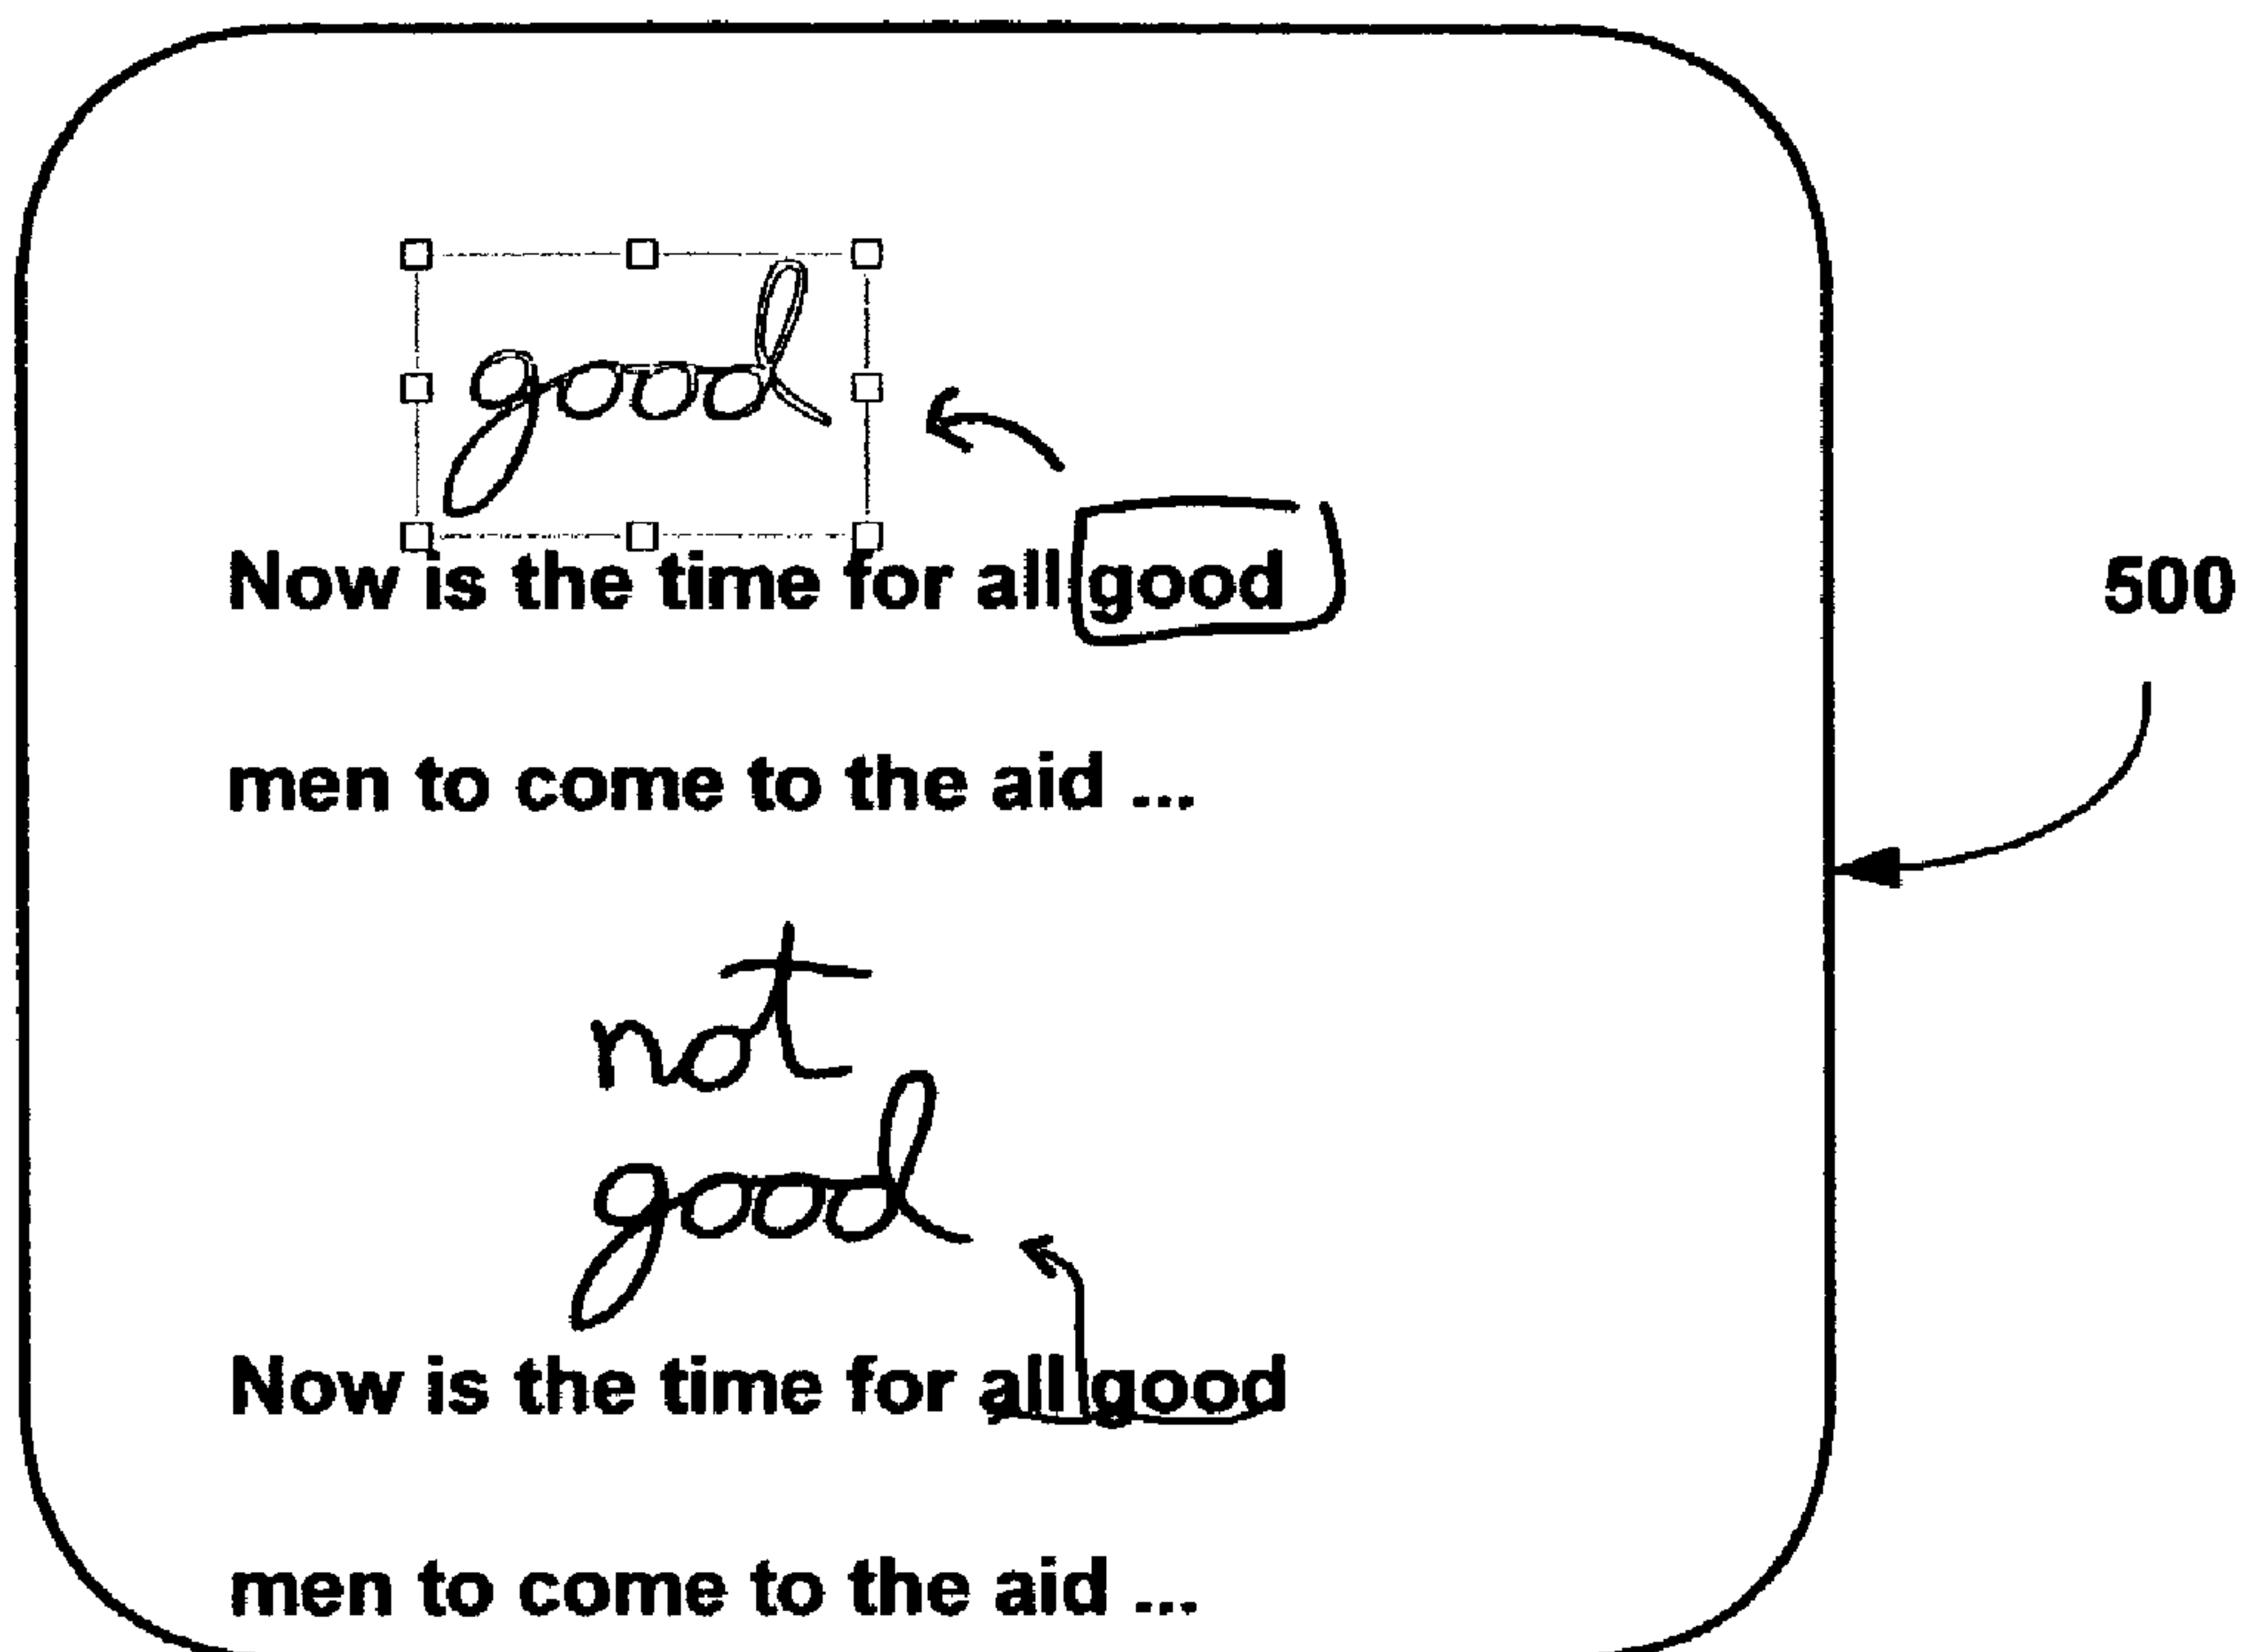 good
Now is the time for all good
500
men to come to the aid ...
not
good
Now is the time for all good
men to come to the aid ...